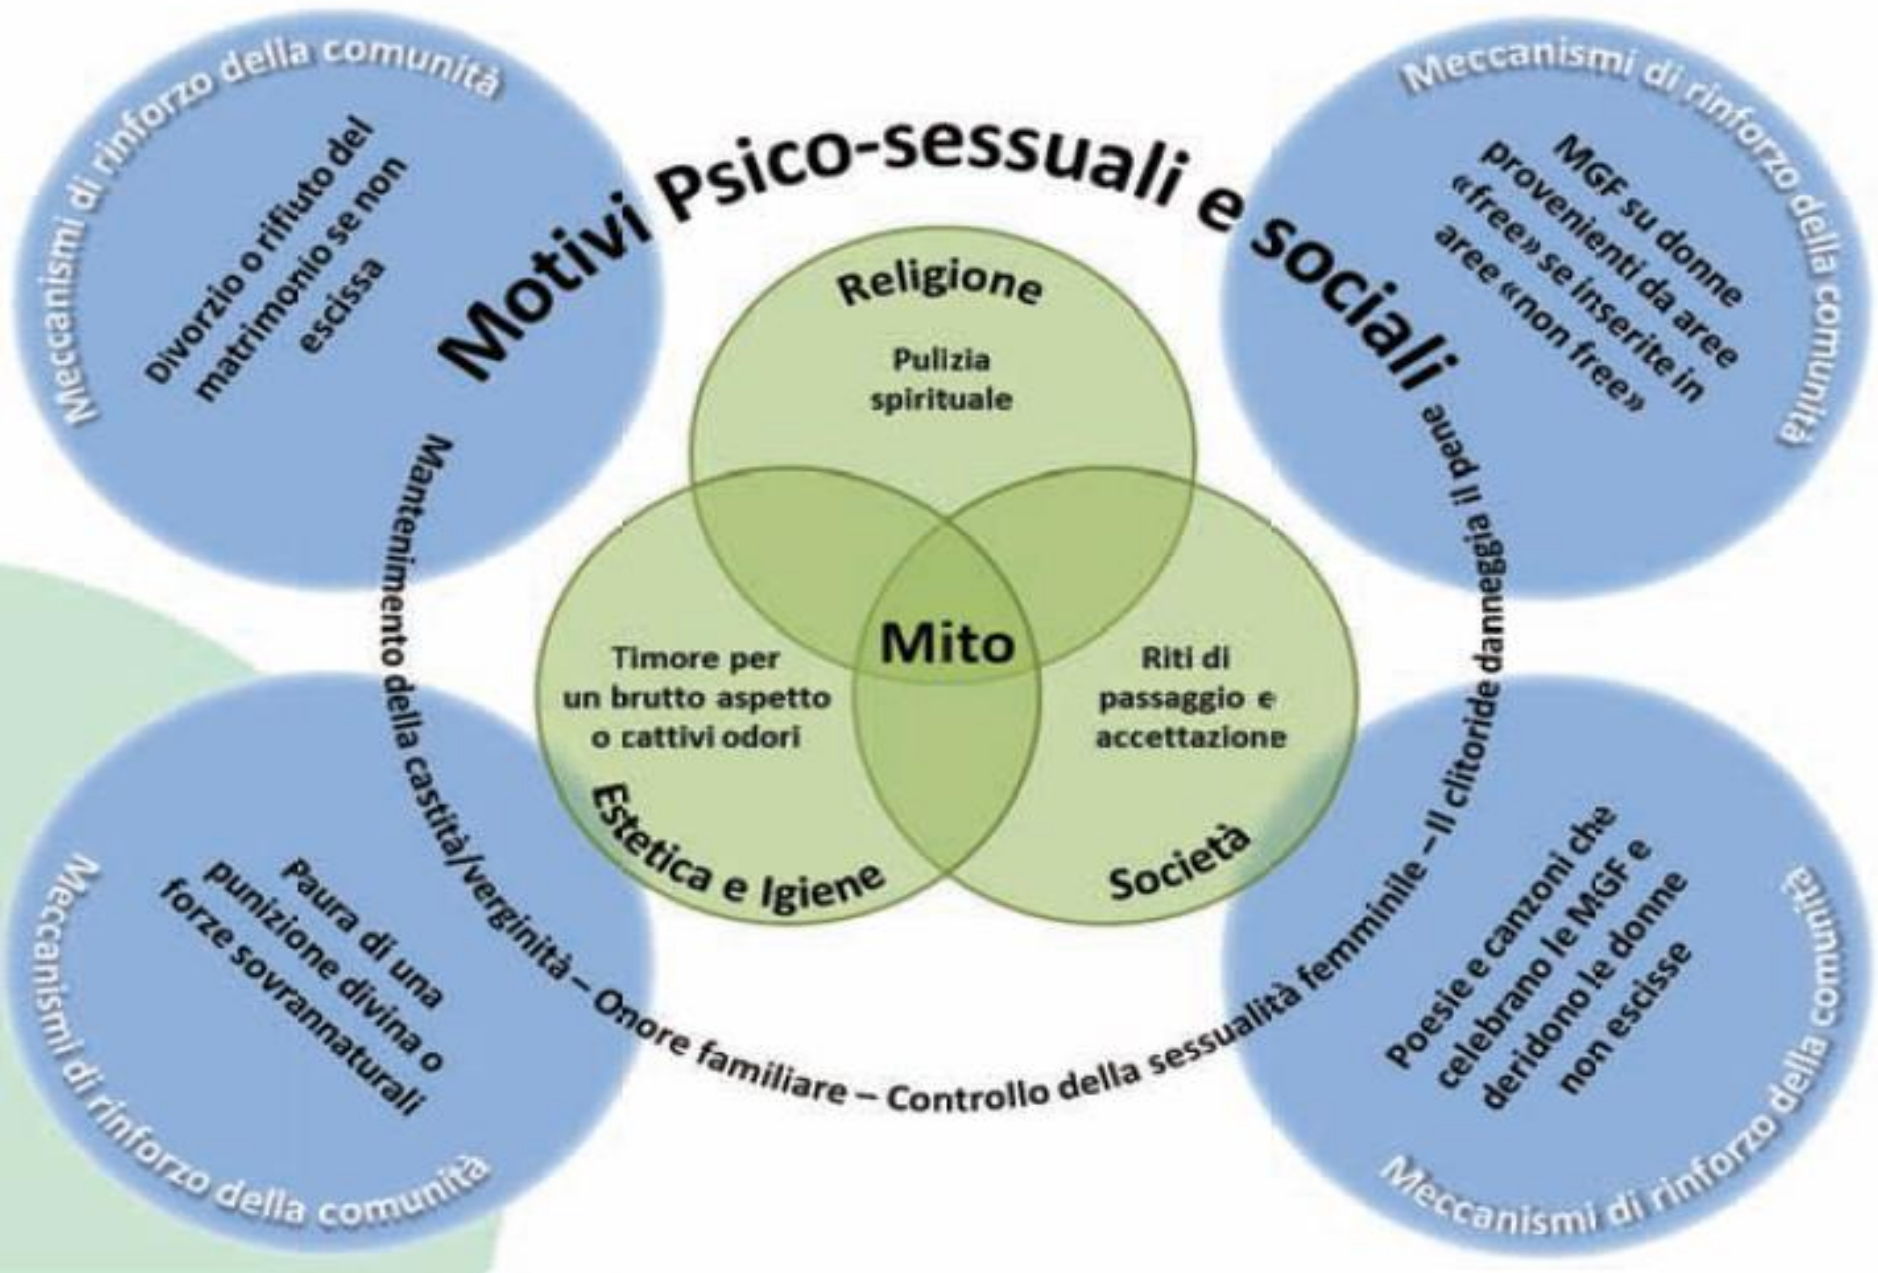 Meccanismi di rinforzo della comunità
Divorzio o rifiuto del
matrimonio se non
escissa
Meccanismi di rinforzo della comunità
MGF su donne
provenienti da aree
«free» se inserite in
aree «non free»
Motivi Psico-sessuali e sociali
Religione
Pulizia
spirituale
Mito
Timore per
un brutto aspetto
o cattivi odori
Estetica e Igiene
Riti di
passaggio e
accettazione
Società
Mantenimento della castità/verginità – Onore familiare – Controllo della sessualità femminile – Il clitoride danneggia il pene
Paura di una
punizione divina o
forze sovrannaturali
Meccanismi di rinforzo della comunità
Poesie e canzoni che
celebrano le MGF e
deridono le donne
non escisse
Meccanismi di rinforzo della comunità